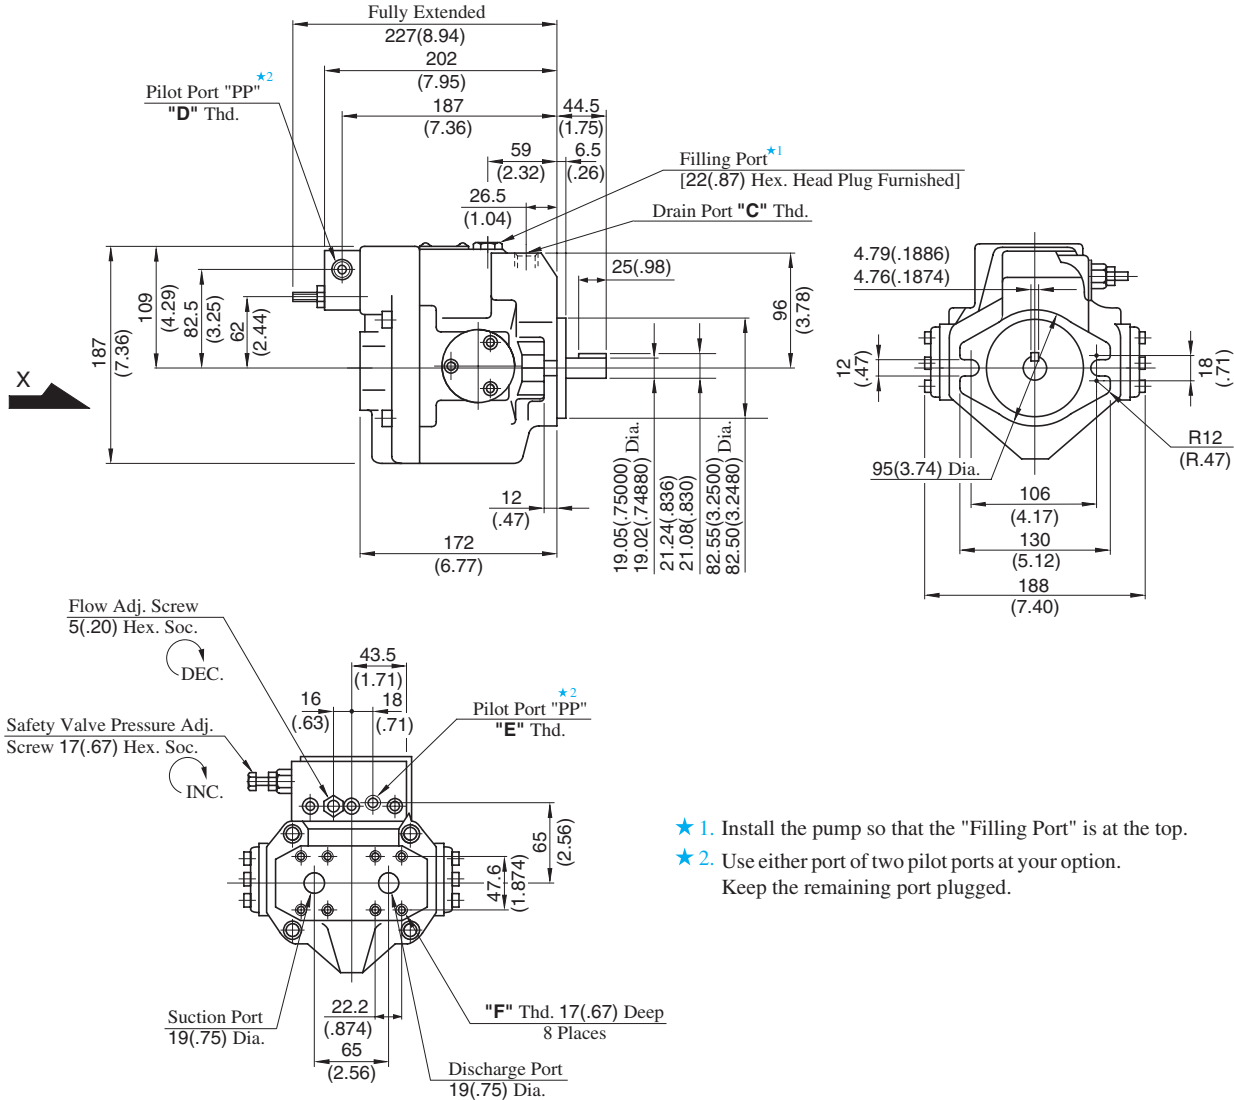 Fully Extended
227(8.94)
202
(7.95)
★2
Pilot Port "PP"
"D" Thd.
187
(7.36)
44.5
(1.75)
59
(2.32)
6.5
(.26)
Filling Port★1
[22(.87) Hex. Head Plug Furnished]
26.5
(1.04)
Drain Port "C" Thd.
25(.98)
4.79(.1886)
4.76(.1874)
109
(4.29)
82.5
(3.25)
62
(2.44)
187
(7.36)
96
(3.78)
X
12
(.47)
18
(.71)
R12
(R.47)
95(3.74) Dia.
19.05(.75000)
19.02(.74880) Dia.
21.24(.836)
21.08(.830)
82.55(3.2500)
82.50(3.2480) Dia.
12
(.47)
172
(6.77)
106
(4.17)
130
(5.12)
188
(7.40)
Flow Adj. Screw
5(.20) Hex. Soc.
DEC.
43.5
(1.71)
16
(.63)
18
(.71)
★2
Pilot Port "PP"
"E" Thd.
Safety Valve Pressure Adj.
Screw 17(.67) Hex. Soc.
INC.
65
(2.56)
47.6
(1.874)
★ 1. Install the pump so that the "Filling Port" is at the top.
★ 2. Use either port of two pilot ports at your option.
Keep the remaining port plugged.
Suction Port
19(.75) Dia.
22.2
(.874)
65
(2.56)
"F" Thd. 17(.67) Deep
8 Places
Discharge Port
19(.75) Dia.